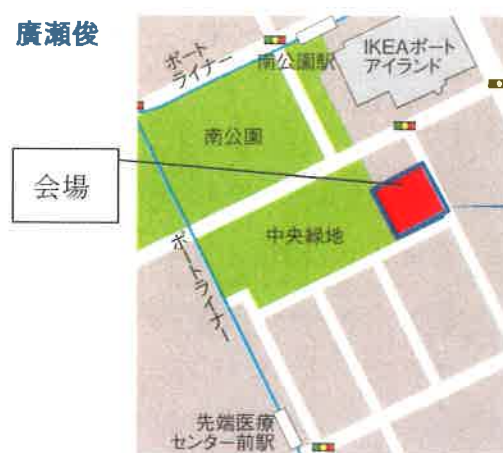 廣瀬俊
ポート
ライナー
南公園駅
IKEAポート
アイランド
南公園
会場
中央緑地
ポートライナー
先端医療
センター前駅